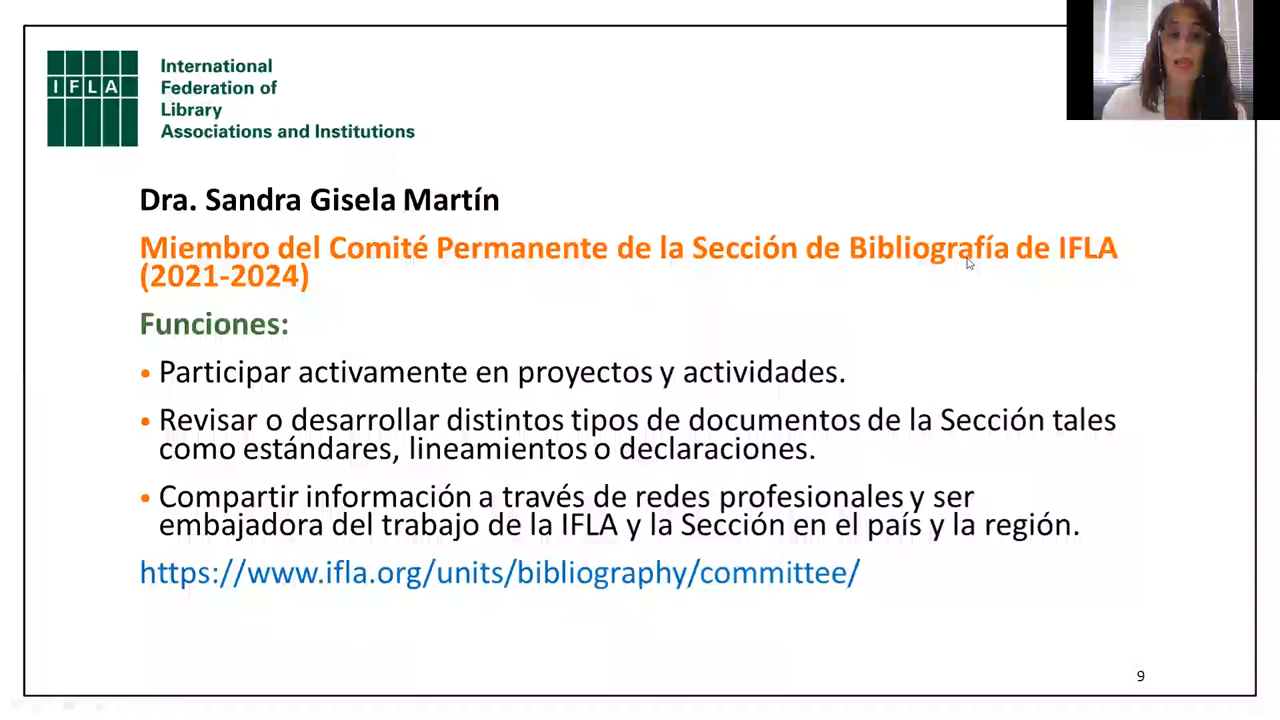 IFLA
International
Federation of
Library
Associations and Institutions
Dra. Sandra Gisela Martín
Miembro del Comité Permanente de la Sección de Bibliografía de IFLA
(2021-2024)
Funciones:
• Participar activamente en proyectos y actividades.
• Revisar o desarrollar distintos tipos de documentos de la Sección tales
como estándares, lineamientos o declaraciones.
• Compartir información a través de redes profesionales y ser
embajadora del trabajo de la IFLA y la Sección en el país y la región.
https://www.ifla.org/units/bibliography/committee/
9